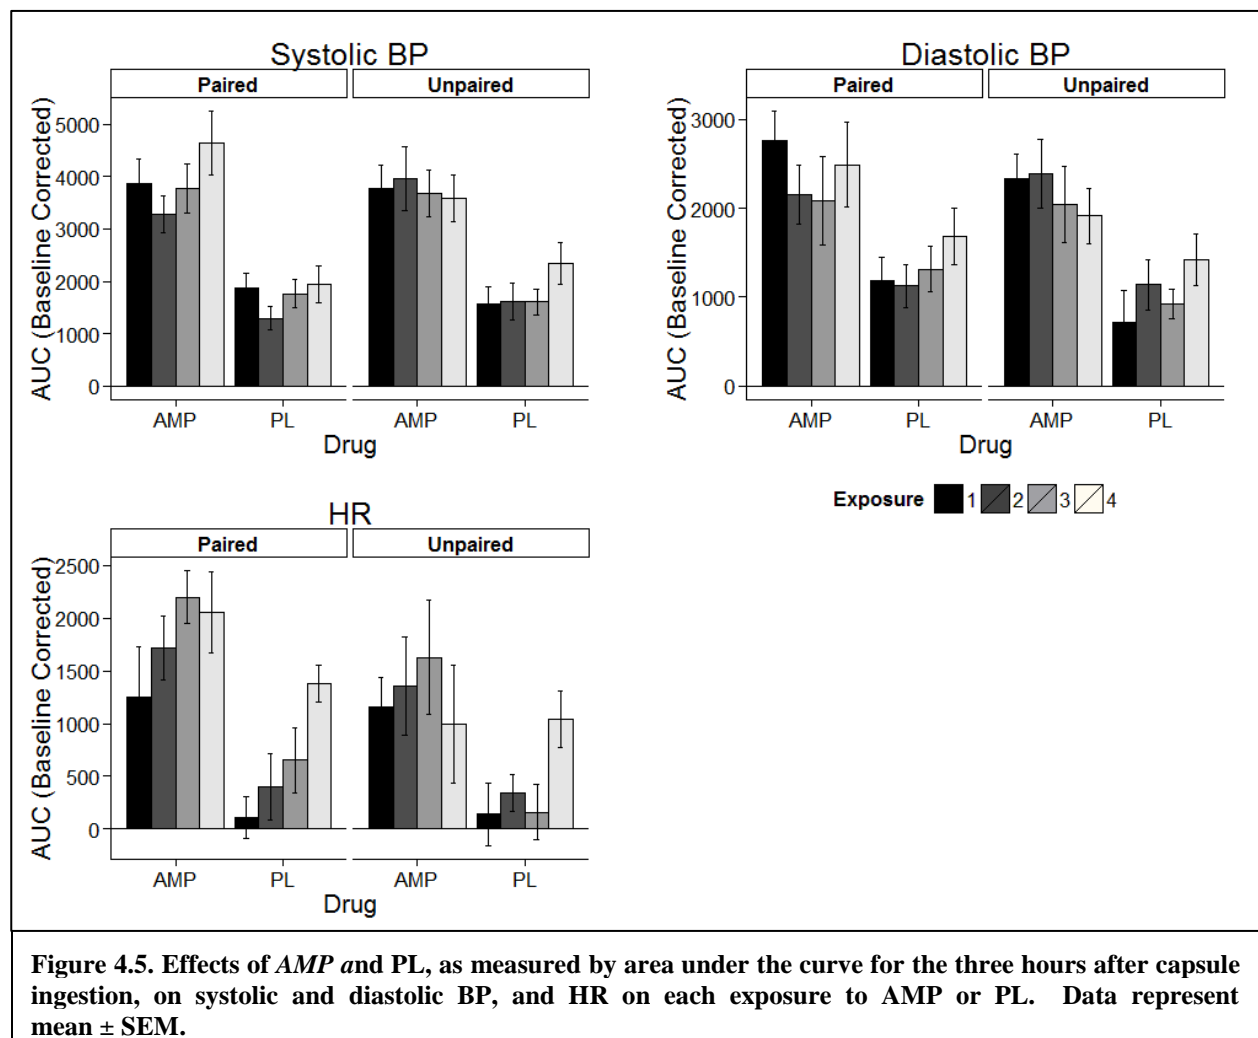 Systolic BP
Paired
Unpaired
AUC (Baseline Corrected)
5000
4000
3000
2000
1000
0
AMP
PL
AMP
PL
Drug
Diastolic BP
Paired
Unpaired
AUC (Baseline Corrected)
3000
2000
1000
0
AMP
PL
AMP
PL
Drug
Exposure 1 2 3 4
HR
Paired
Unpaired
AUC (Baseline Corrected)
2500
2000
1500
1000
500
0
AMP
PL
AMP
PL
Drug
Figure 4.5. Effects of AMP and PL, as measured by area under the curve for the three hours after capsule
ingestion, on systolic and diastolic BP, and HR on each exposure to AMP or PL. Data represent
mean ± SEM.